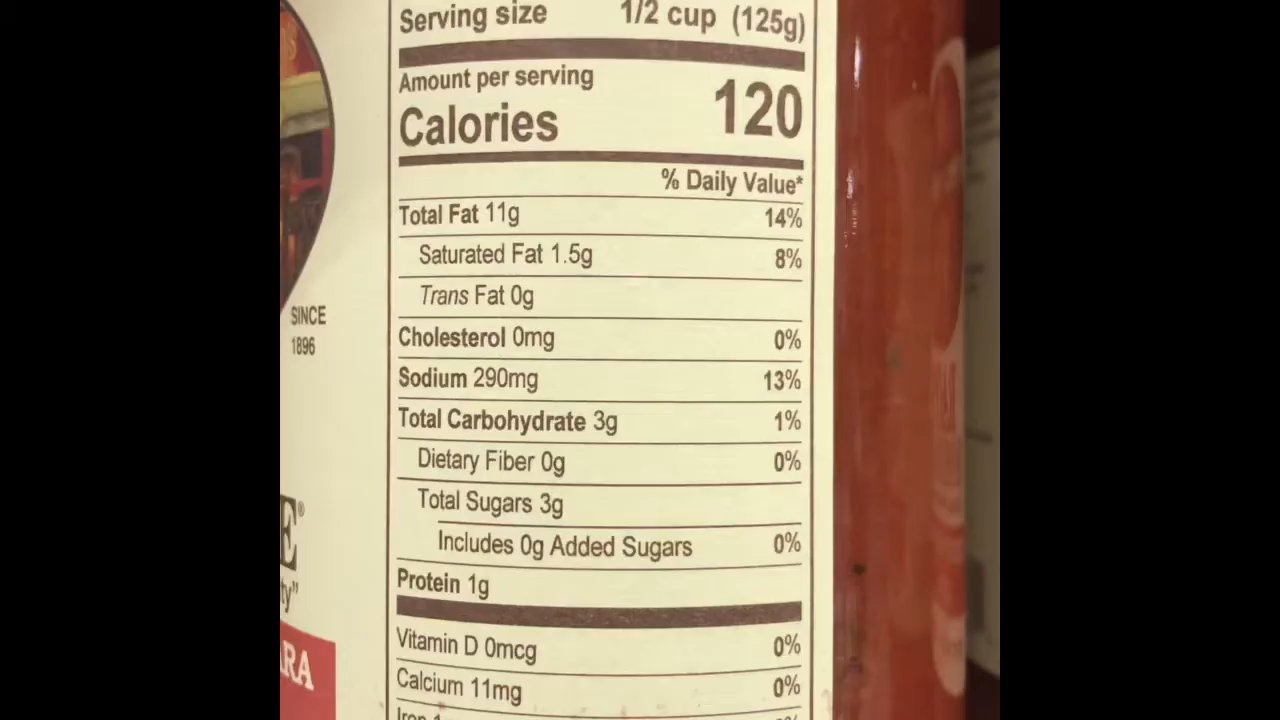 Serving size 1/2 cup (125g)
Amount per serving
Calories 120
% Daily Value*
Total Fat 11g 14%
Saturated Fat 1.5g 8%
Trans Fat 0g
Cholesterol 0mg 0%
Sodium 290mg 13%
Total Carbohydrate 3g 1%
Dietary Fiber 0g 0%
Total Sugars 3g
Includes 0g Added Sugars 0%
Protein 1g
Vitamin D 0mcg 0%
Calcium 11mg 0%
SINCE
1896
E®
ty”
RA